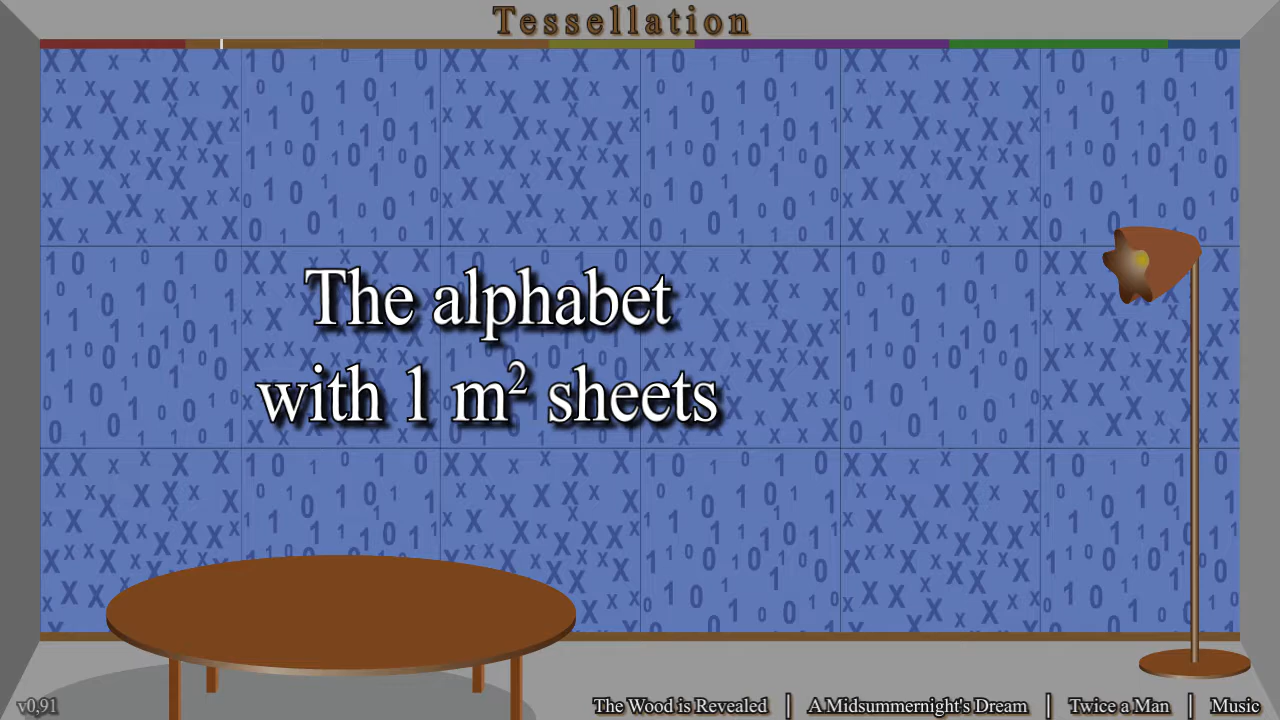 Tessellation
The alphabet
with 1 m² sheets
v0,91
The Wood is Revealed | A Midsummernight's Dream | Twice a Man | Music